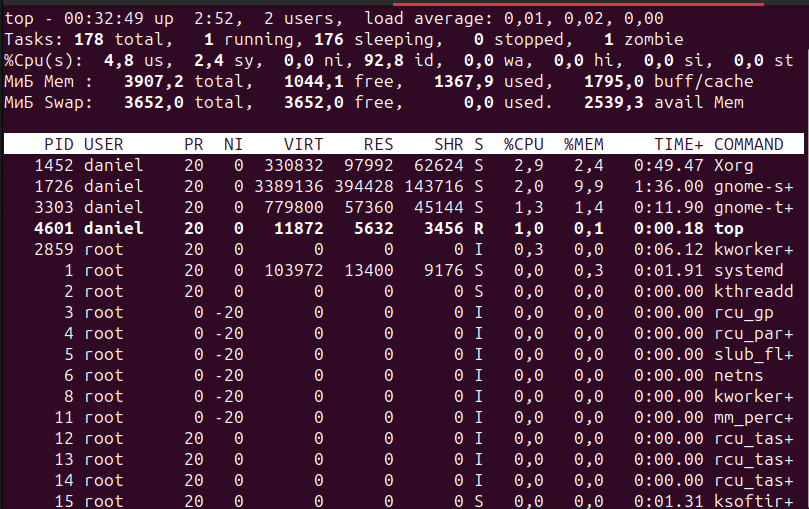 top - 00:32:49 up  2:52,  2 users,  load average: 0,01, 0,02, 0,00
Tasks: 178 total,   1 running, 176 sleeping,   0 stopped,   1 zombie
%Cpu(s):  4,8 us,  2,4 sy,  0,0 ni, 92,8 id,  0,0 wa,  0,0 hi,  0,0 si,  0,0 st
МиБ Mem :   3907,2 total,   1044,1 free,   1367,9 used,   1795,0 buff/cache
МиБ Swap:   3652,0 total,   3652,0 free,      0,0 used.   2539,3 avail Mem
PID USER      PR  NI    VIRT    RES    SHR S  %CPU  %MEM     TIME+ COMMAND
1452 daniel    20   0  330832  97992  62624 S   2,9   2,4   0:49.47 Xorg
1726 daniel    20   0 3389136 394428 143716 S   2,0   9,9   1:36.00 gnome-s+
3303 daniel    20   0  779800  57360  45144 S   1,3   1,4   0:11.90 gnome-t+
4601 daniel    20   0   11872   5632   3456 R   1,0   0,1   0:00.18 top
2859 root      20   0       0      0      0 I   0,3   0,0   0:06.12 kworker+
1 root      20   0  103972  13400   9176 S   0,0   0,3   0:01.91 systemd
2 root      20   0       0      0      0 S   0,0   0,0   0:00.00 kthreadd
3 root       0 -20       0      0      0 I   0,0   0,0   0:00.00 rcu_gp
4 root       0 -20       0      0      0 I   0,0   0,0   0:00.00 rcu_par+
5 root       0 -20       0      0      0 I   0,0   0,0   0:00.00 slub_fl+
6 root       0 -20       0      0      0 I   0,0   0,0   0:00.00 netns
8 root       0 -20       0      0      0 I   0,0   0,0   0:00.00 kworker+
11 root       0 -20       0      0      0 I   0,0   0,0   0:00.00 mm_perc+
12 root      20   0       0      0      0 I   0,0   0,0   0:00.00 rcu_tas+
13 root      20   0       0      0      0 I   0,0   0,0   0:00.00 rcu_tas+
14 root      20   0       0      0      0 I   0,0   0,0   0:00.00 rcu_tas+
15 root      20   0       0      0      0 S   0,0   0,0   0:01.31 ksoftir+